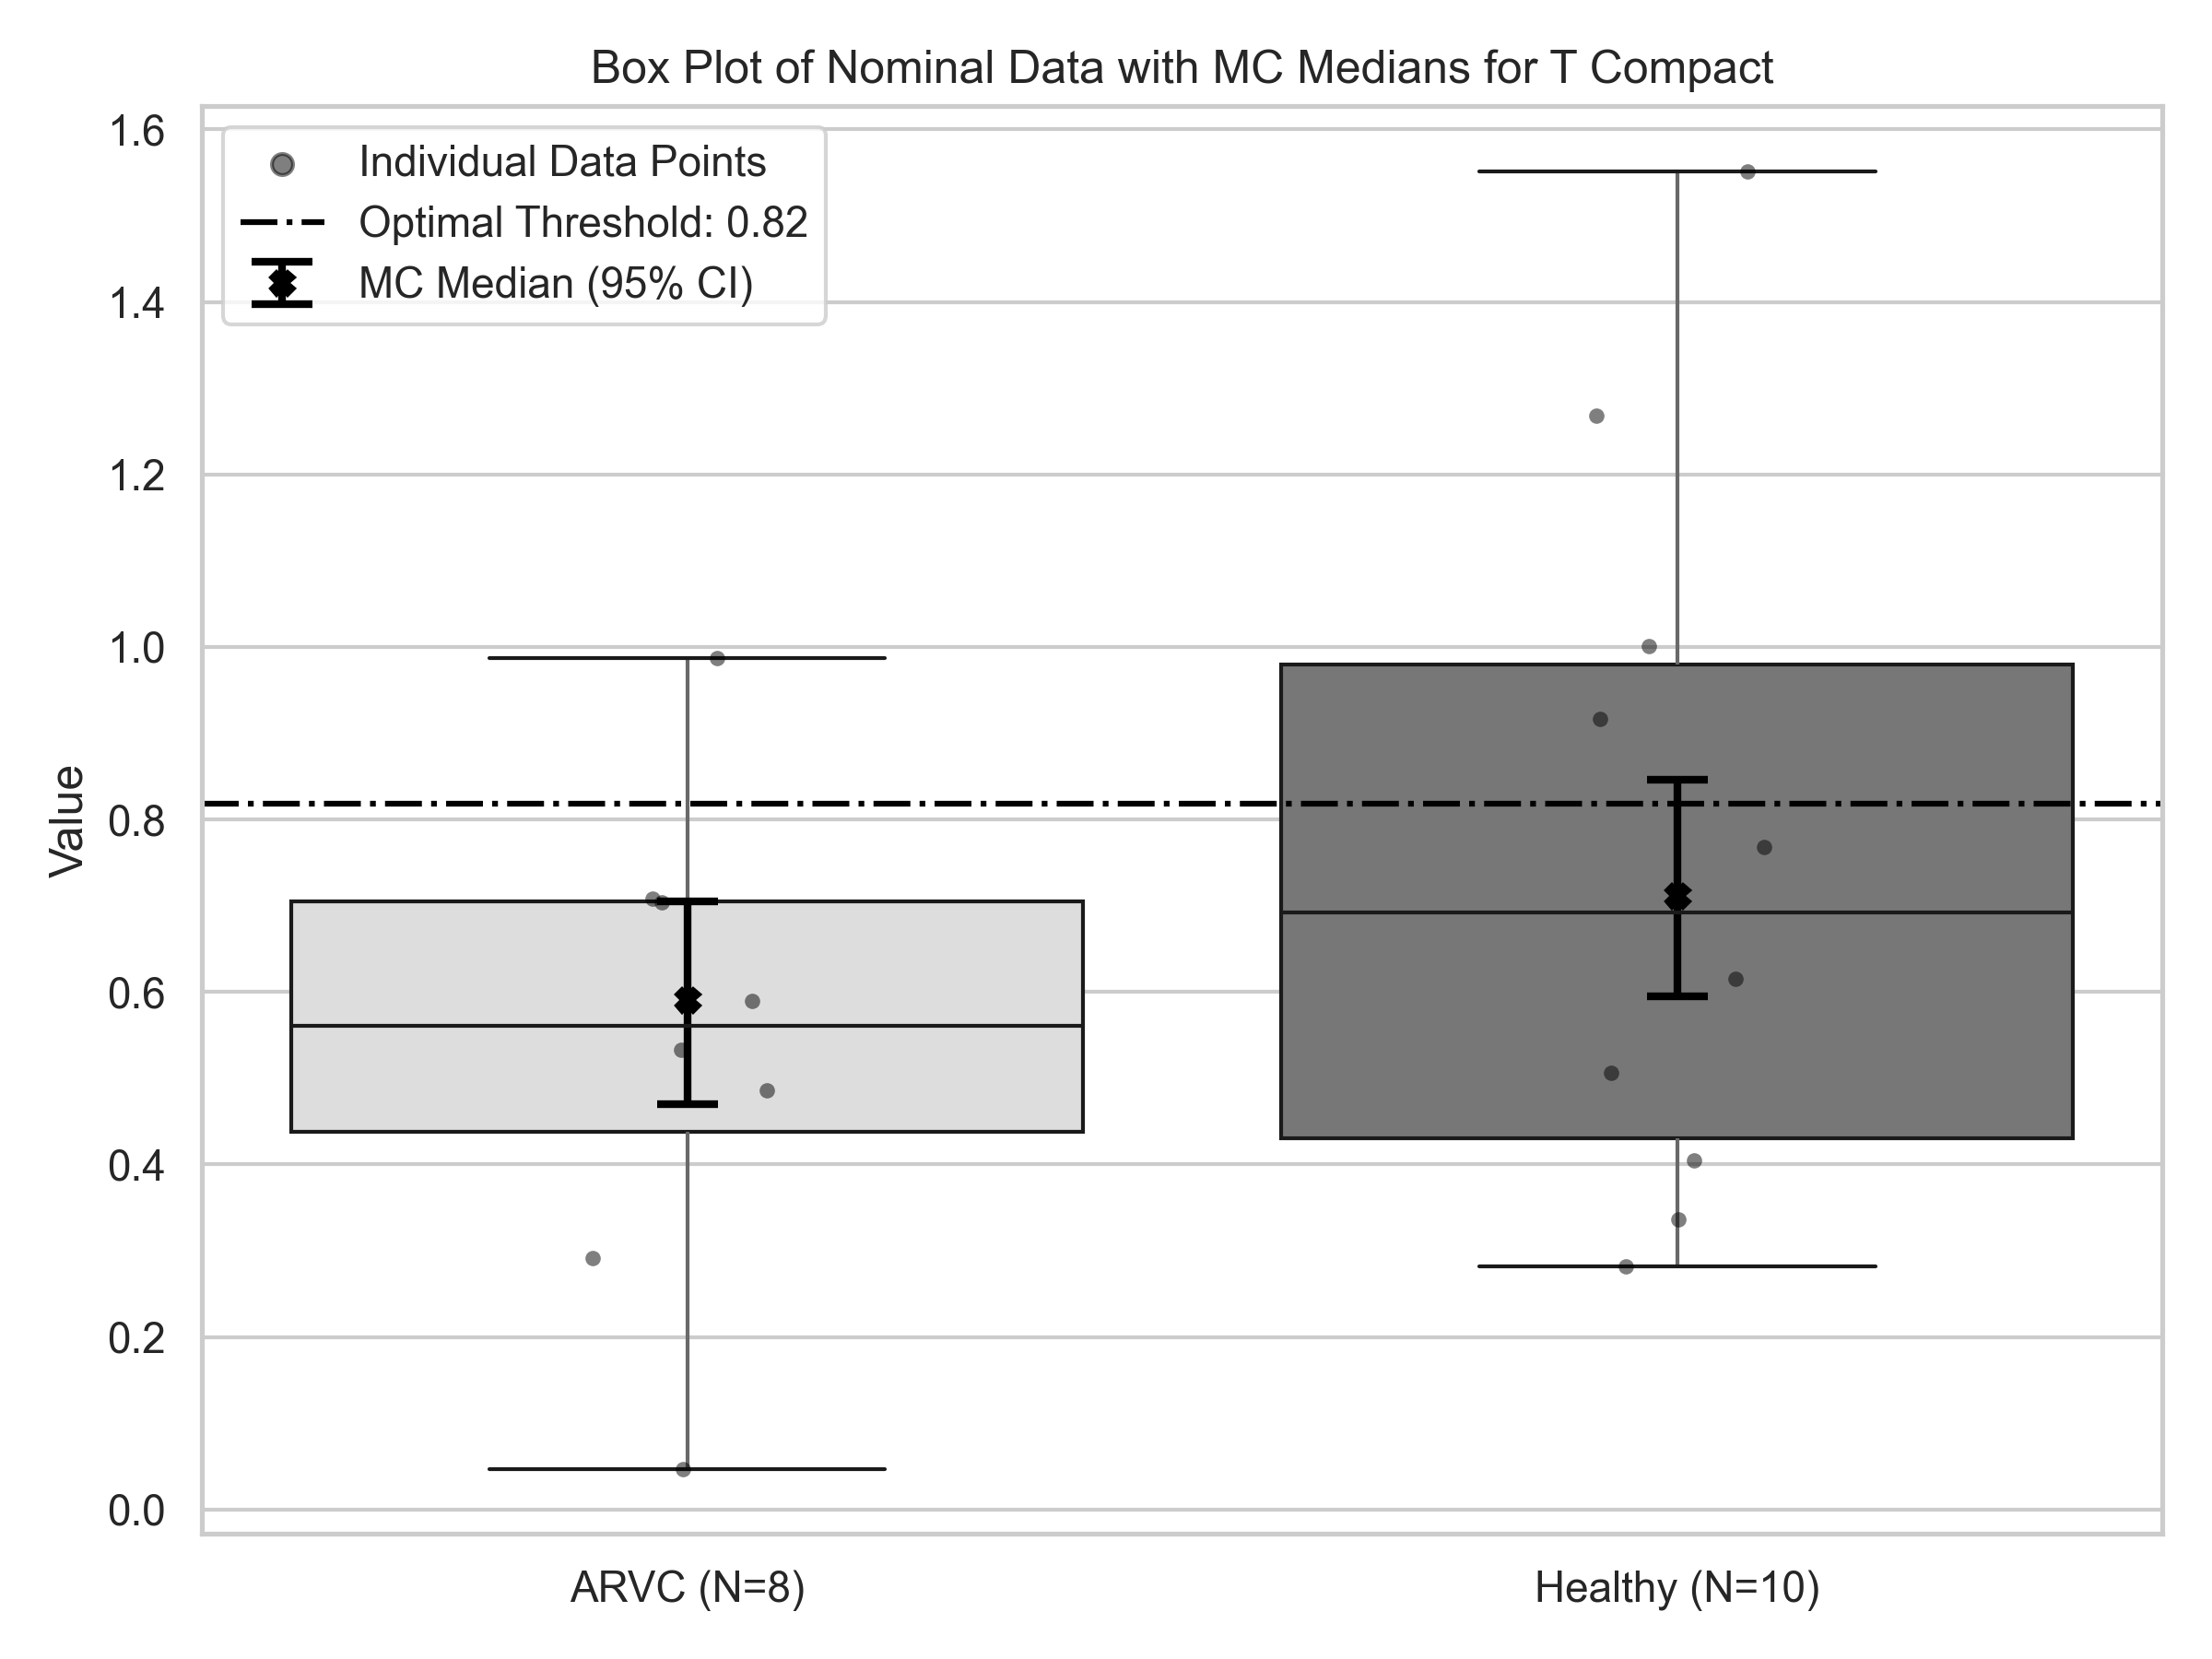 Box Plot of Nominal Data with MC Medians for T Compact
1.6
1.4
1.2
1.0
0.8
0.6
0.4
0.2
0.0
Value
Individual Data Points
Optimal Threshold: 0.82
MC Median (95% CI)
ARVC (N=8)
Healthy (N=10)